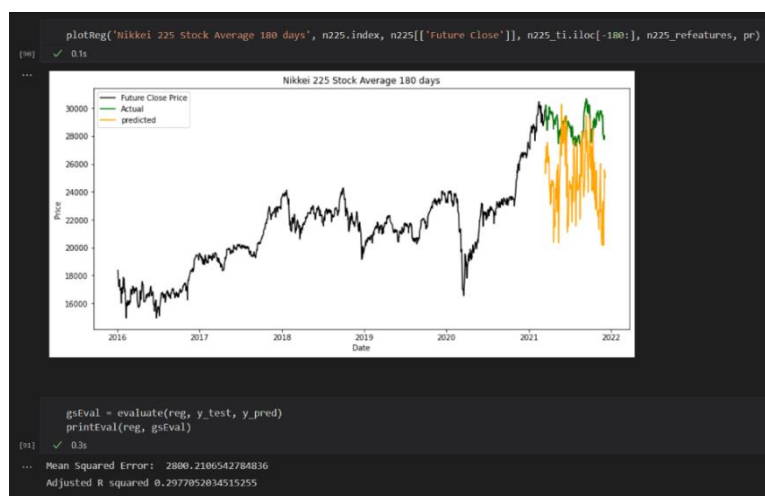 plotReg('Nikkei 225 Stock Average 180 days', n225.index, n225[['Future Close']], n225_ti.iloc[-180:], n225_refeatures, pr)
[90] ✓ 0.1s
...
Nikkei 225 Stock Average 180 days
Future Close Price
Actual
predicted
30000
28000
26000
24000
22000
20000
18000
16000
Price
2016 2017 2018 2019 2020 2021 2022
Date
gsEval = evaluate(reg, y_test, y_pred)
printEval(reg, gsEval)
[91] ✓ 0.3s
... Mean Squared Error: 2800.2106542784836
Adjusted R squared 0.2977052034515255